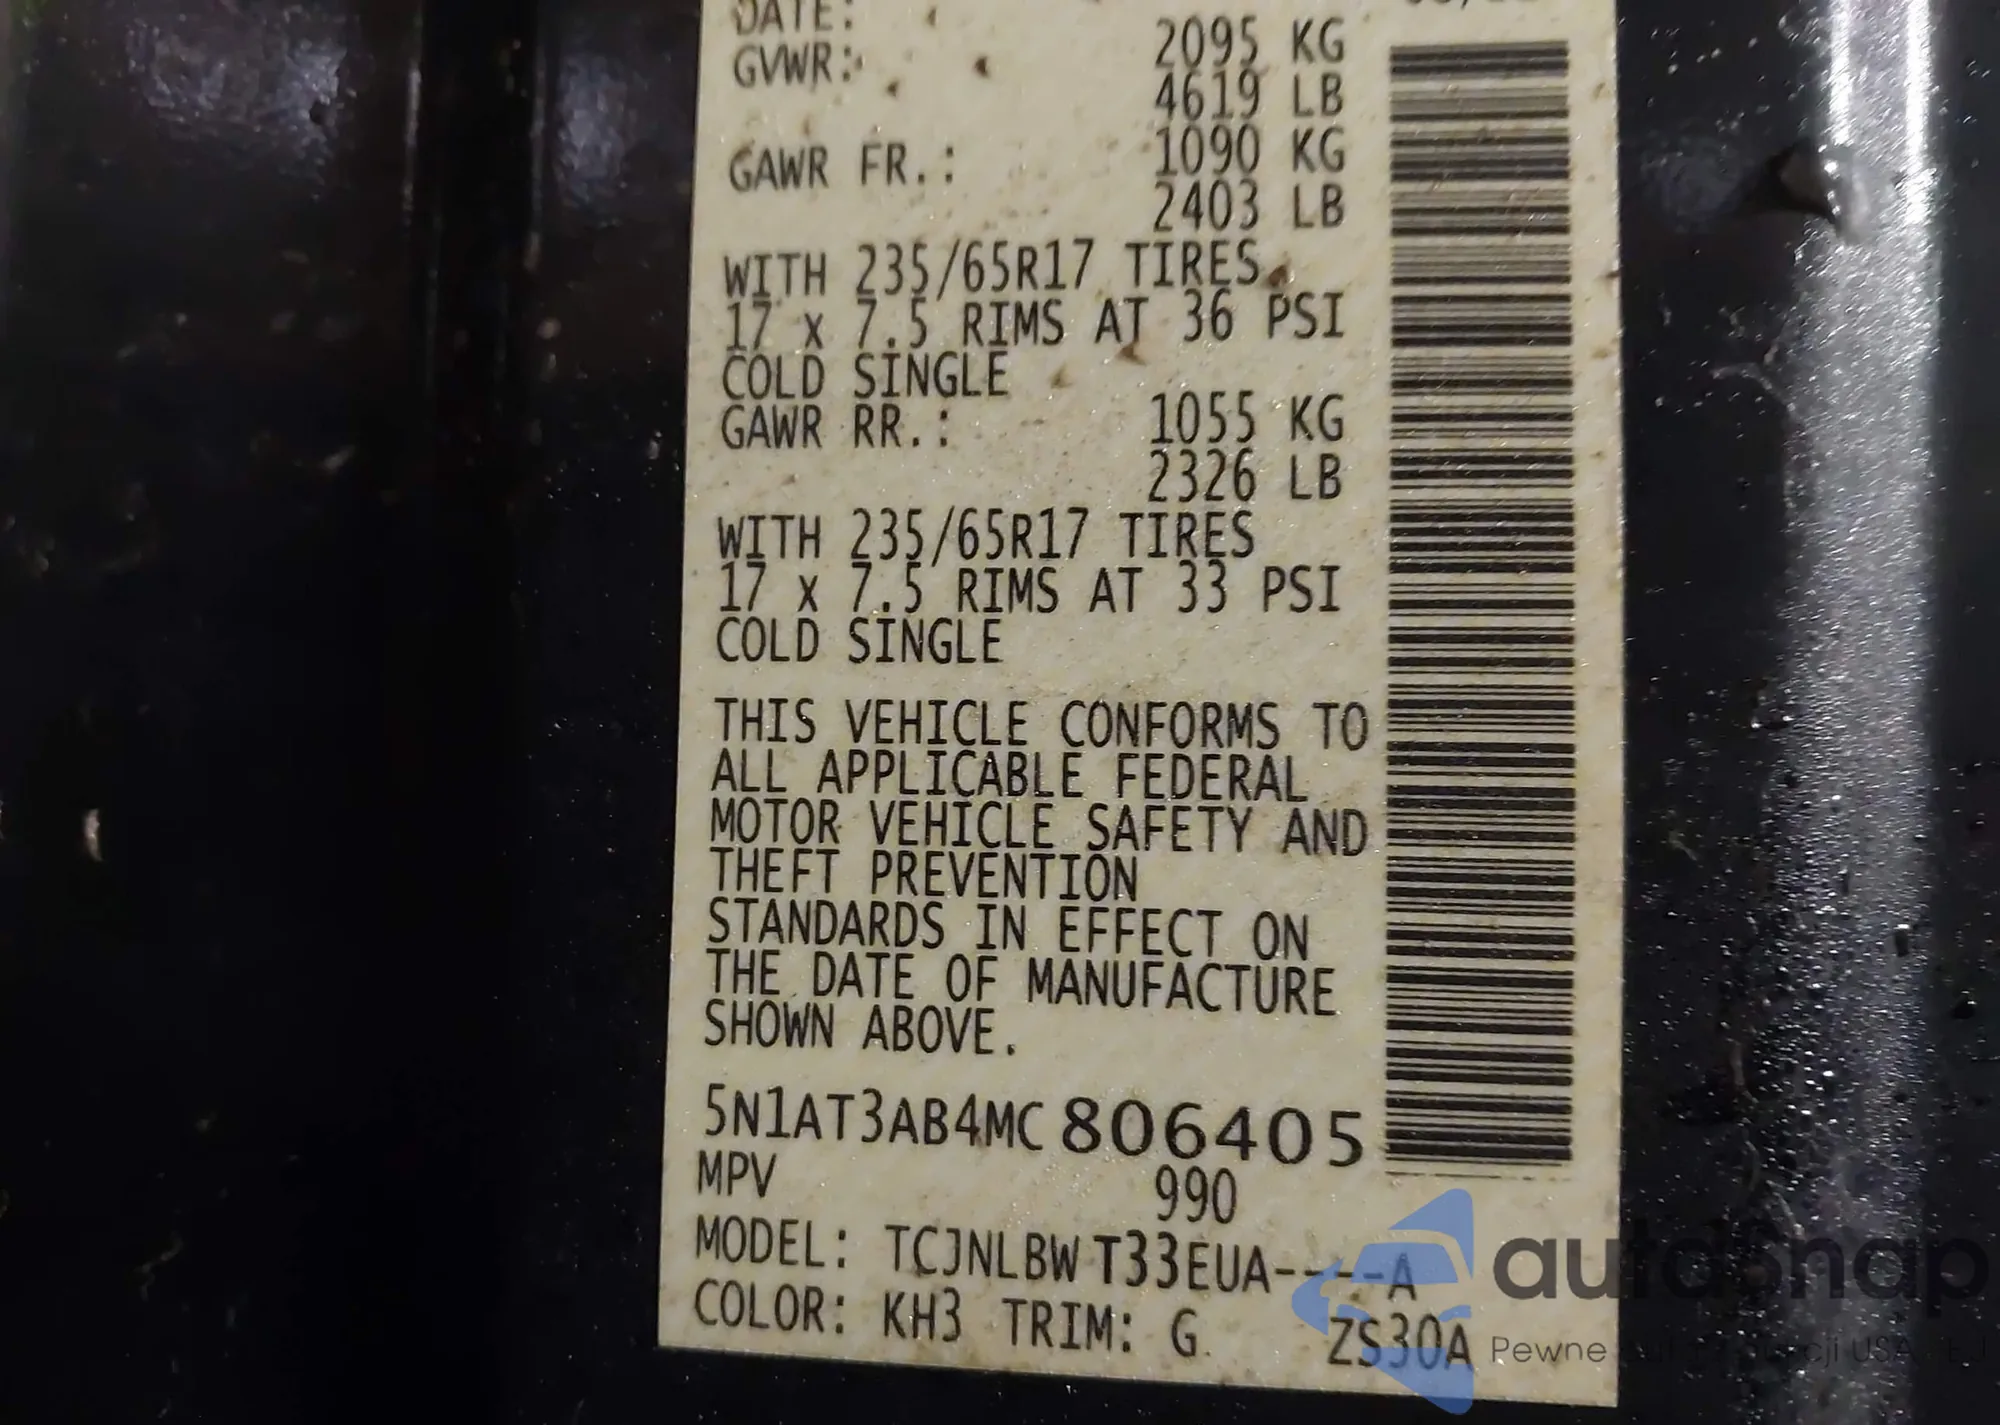 DATE:
GVWR: 2095 KG
4619 LB
GAWR FR.: 1090 KG
2403 LB
WITH 235/65R17 TIRES
17 x 7.5 RIMS AT 36 PSI
COLD SINGLE
GAWR RR.: 1055 KG
2326 LB
WITH 235/65R17 TIRES
17 x 7.5 RIMS AT 33 PSI
COLD SINGLE
THIS VEHICLE CONFORMS TO
ALL APPLICABLE FEDERAL
MOTOR VEHICLE SAFETY AND
THEFT PREVENTION
STANDARDS IN EFFECT ON
THE DATE OF MANUFACTURE
SHOWN ABOVE.
5N1AT3AB4MC806405
MPV 990
MODEL: TCJNLBW T33EUA----A
COLOR: KH3 TRIM: G ZS30A
autosnap
Pewne USA